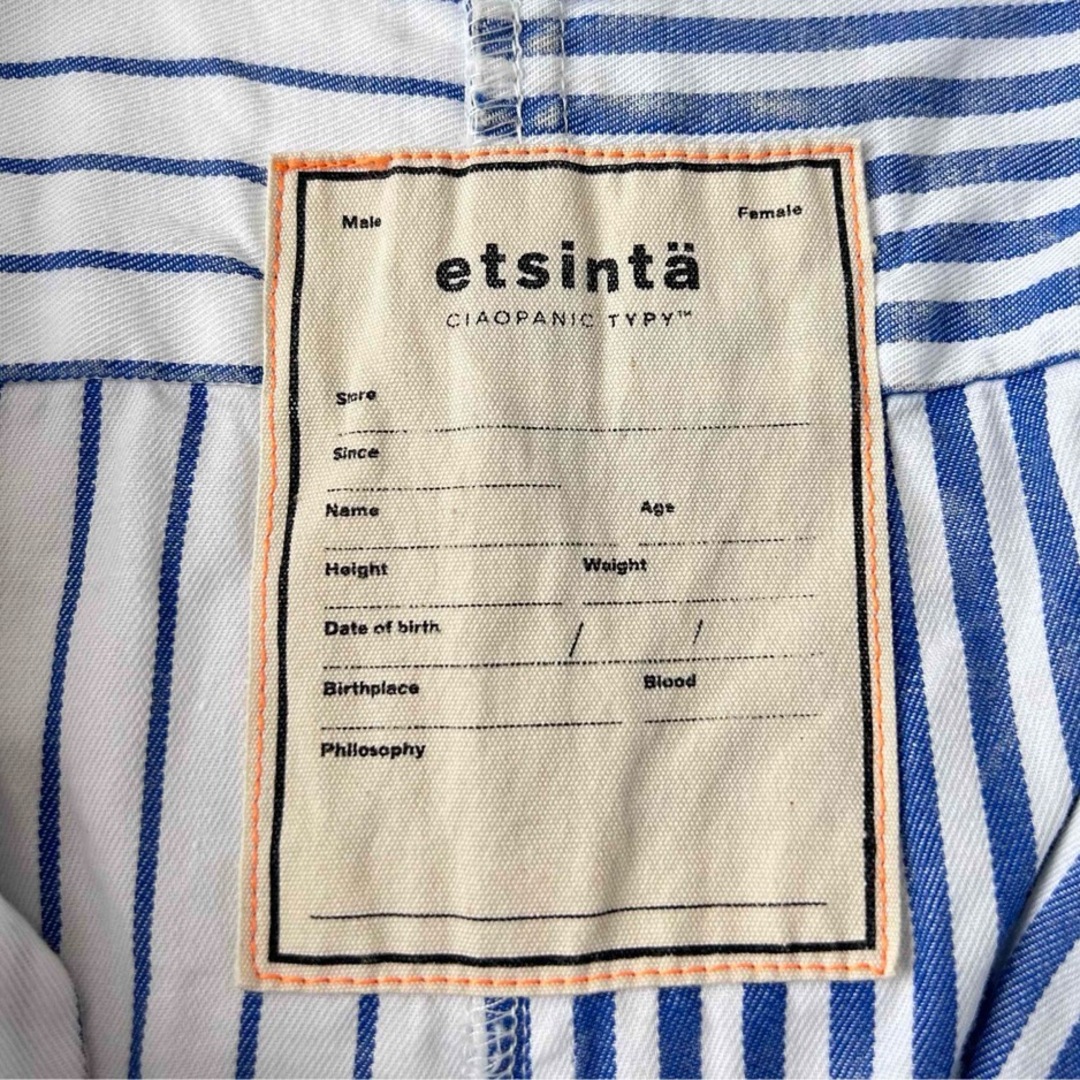 Male Female
etsintä
CIAOPANIC TYPY™
Store
Since
Name Age
Height Weight
Date of birth / /
Birthplace Blood
Philosophy